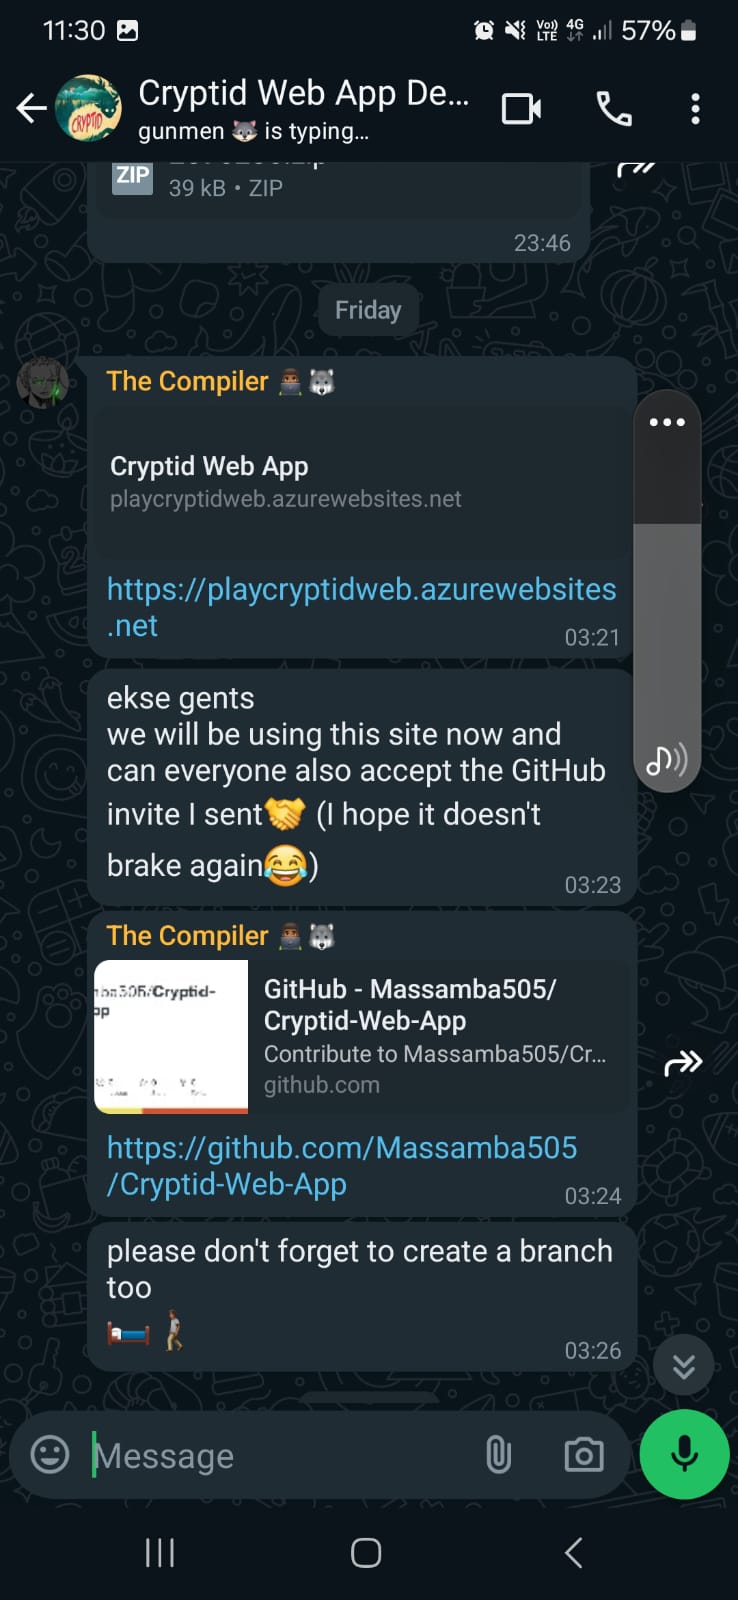 11:30
Vo)) LTE 4G 57%
Cryptid Web App De...
gunmen 🐺 is typing...
CRYPTID
ZIP
39 kB • ZIP
23:46
Friday
The Compiler 👨🏾‍💻🐺
Cryptid Web App
playcryptidweb.azurewebsites.net
https://playcryptidweb.azurewebsites
.net
03:21
ekse gents
we will be using this site now and
can everyone also accept the GitHub
invite I sent🤝 (I hope it doesn't
brake again😂)
03:23
The Compiler 👨🏾‍💻🐺
GitHub - Massamba505/
Cryptid-Web-App
Contribute to Massamba505/Cr...
github.com
https://github.com/Massamba505
/Cryptid-Web-App
03:24
please don't forget to create a branch
too
🛏️🚶🏽
03:26
Message